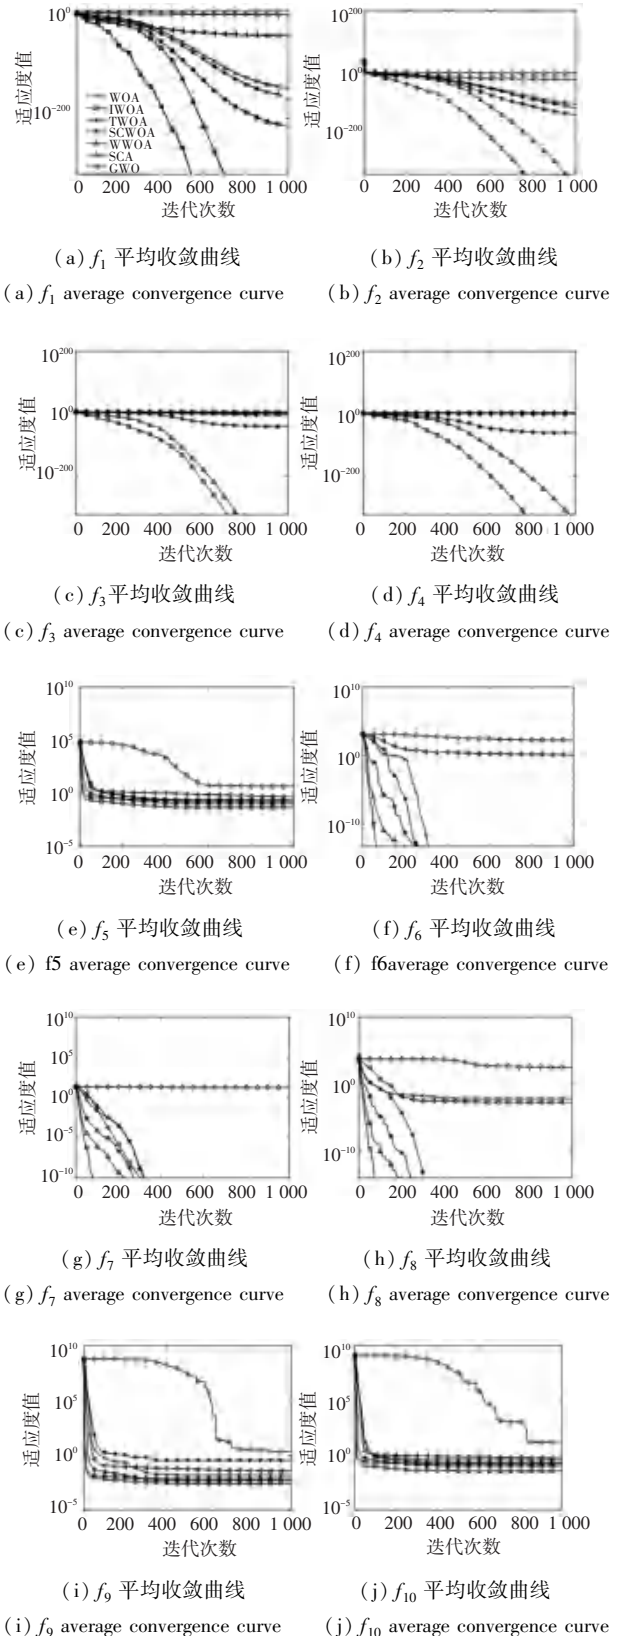 10^0
10^-200
适应度值
WOA
IWOA
TWOA
SCWOA
WWOA
SCA
GWO
0 200 400 600 800 1 000
迭代次数
10^200
10^0
10^-200
适应度值
0 200 400 600 800 1 000
迭代次数
(a) f1 平均收敛曲线
(b) f2 平均收敛曲线
(a) f1 average convergence curve
(b) f2 average convergence curve
10^200
10^0
10^-200
适应度值
0 200 400 600 800 1 000
迭代次数
10^200
10^0
10^-200
适应度值
0 200 400 600 800 1 000
迭代次数
(c) f3平均收敛曲线
(d) f4 平均收敛曲线
(c) f3 average convergence curve
(d) f4 average convergence curve
10^10
10^5
10^0
10^-5
适应度值
0 200 400 600 800 1 000
迭代次数
10^10
10^0
10^-10
适应度值
0 200 400 600 800 1 000
迭代次数
(e) f5 平均收敛曲线
(f) f6 平均收敛曲线
(e) f5 average convergence curve
(f) f6average convergence curve
10^10
10^5
10^0
10^-5
10^-10
适应度值
0 200 400 600 800 1 000
迭代次数
10^10
10^0
10^-10
适应度值
0 200 400 600 800 1 000
迭代次数
(g) f7 平均收敛曲线
(h) f8 平均收敛曲线
(g) f7 average convergence curve
(h) f8 average convergence curve
10^10
10^5
10^0
10^-5
适应度值
0 200 400 600 800 1 000
迭代次数
10^10
10^5
10^0
10^-5
适应度值
0 200 400 600 800 1 000
迭代次数
(i) f9 平均收敛曲线
(j) f10 平均收敛曲线
(i) f9 average convergence curve
(j) f10 average convergence curve